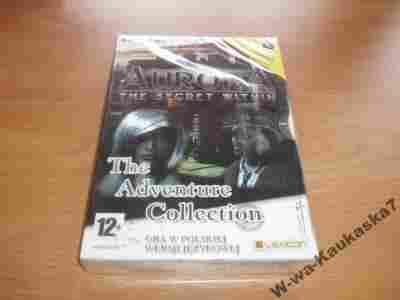 AURORA
THE SECRET WITHIN
The
Adventure
Collection
12+
GRA W POLSKIEJ
WERSJI JĘZYKOWEJ
LEXICON
W-wa-Kaukaska7